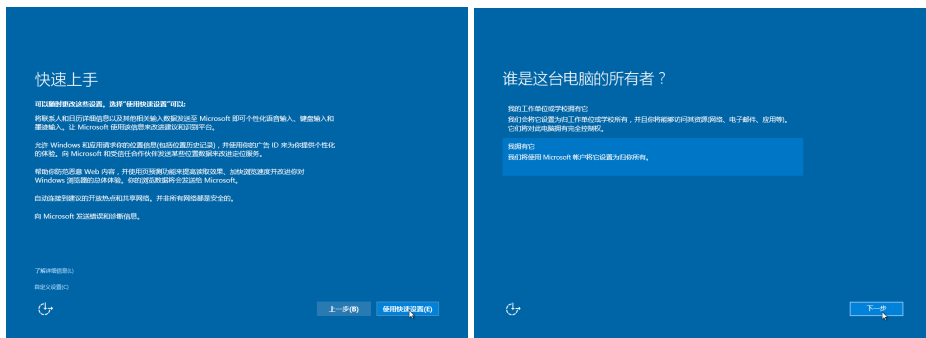 快速上手
可以随时更改这些设置。选择"使用快速设置"可以:
将联系人和日历详细信息以及其他相关输入数据发送至 Microsoft 即可个性化语音输入、键盘输入和
墨迹输入。让 Microsoft 使用该信息来改进建议和识别平台。
允许 Windows 和应用请求你的位置信息(包括位置历史记录)，并使用你的广告 ID 来为你提供个性化
的体验。向 Microsoft 和受信任合作伙伴发送某些位置数据来改进定位服务。
帮助你防范恶意 Web 内容，并使用页预测功能来提高读取效果、加快浏览速度并改进你对
Windows 浏览器的总体体验。你的浏览数据将会发送给 Microsoft。
自动连接到建议的开放热点和共享网络。并非所有网络都是安全的。
向 Microsoft 发送错误和诊断信息。
了解详细信息(L)
自定义设置(C)
上一步(B)
使用快速设置(E)
谁是这台电脑的所有者？
我的工作单位或学校拥有它
我们会将它设置为归工作单位或学校所有，并且你将能够访问其资源(网络、电子邮件、应用等)。
它们将对此电脑拥有完全控制权。
我拥有它
我们将使用 Microsoft 帐户将它设置为归你所有。
下一步